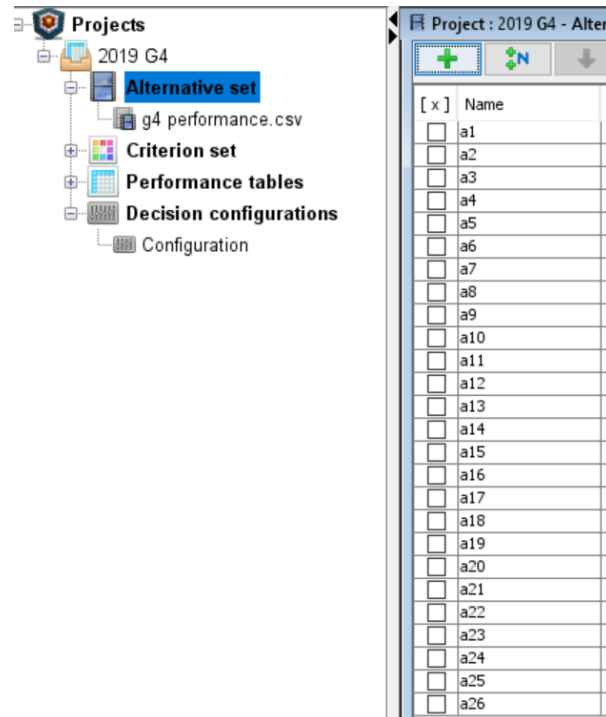 Projects
2019 G4
Alternative set
g4 performance.csv
Criterion set
Performance tables
Decision configurations
Configuration
Project : 2019 G4 - Alter
N
[ x ] Name
a1
a2
a3
a4
a5
a6
a7
a8
a9
a10
a11
a12
a13
a14
a15
a16
a17
a18
a19
a20
a21
a22
a23
a24
a25
a26